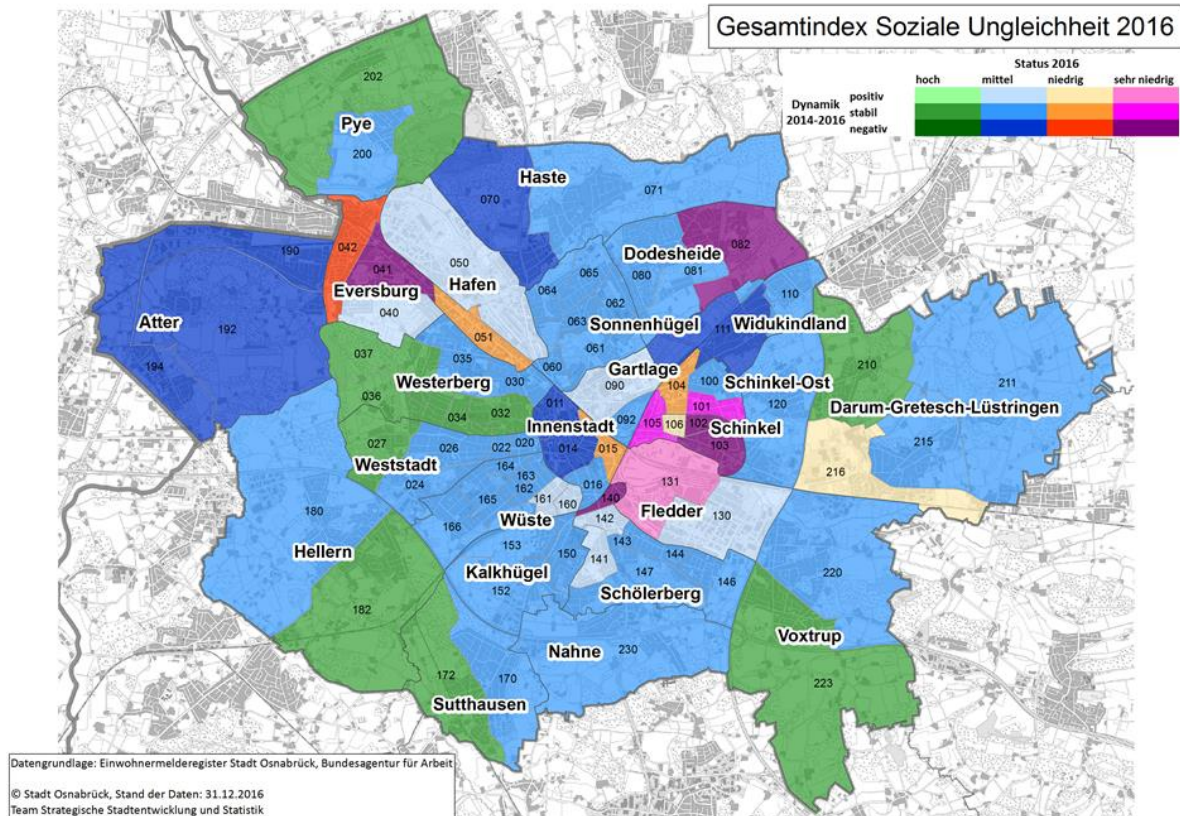 Gesamtindex Soziale Ungleichheit 2016
Status 2016
hoch mittel niedrig sehr niedrig
Dynamik
2014-2016
positiv
stabil
negativ
202
Pye
200
Haste
070
071
190
042
041
050
Dodesheide
082
Eversburg
Hafen
065
080
081
040
064
062
110
Atter
192
051
063
Sonnenhügel
111
Widukindland
194
037
035
061
Gartlage
210
Westerberg
030
060
090
104
100
Schinkel-Ost
211
036
034
032
011
101
120
Darum-Gretesch-Lüstringen
Innenstadt
092
105
106
102
Schinkel
103
027
026
022
020
014
015
215
Weststadt
024
164
163
162
016
216
165
161
160
140
131
180
166
Wüste
142
Fledder
130
Hellern
153
150
141
143
144
220
Kalkhügel
147
146
152
Schölerberg
182
Voxtrup
Nahne
230
172
170
223
Sutthausen
Datengrundlage: Einwohnermelderegister Stadt Osnabrück, Bundesagentur für Arbeit
© Stadt Osnabrück, Stand der Daten: 31.12.2016
Team Strategische Stadtentwicklung und Statistik